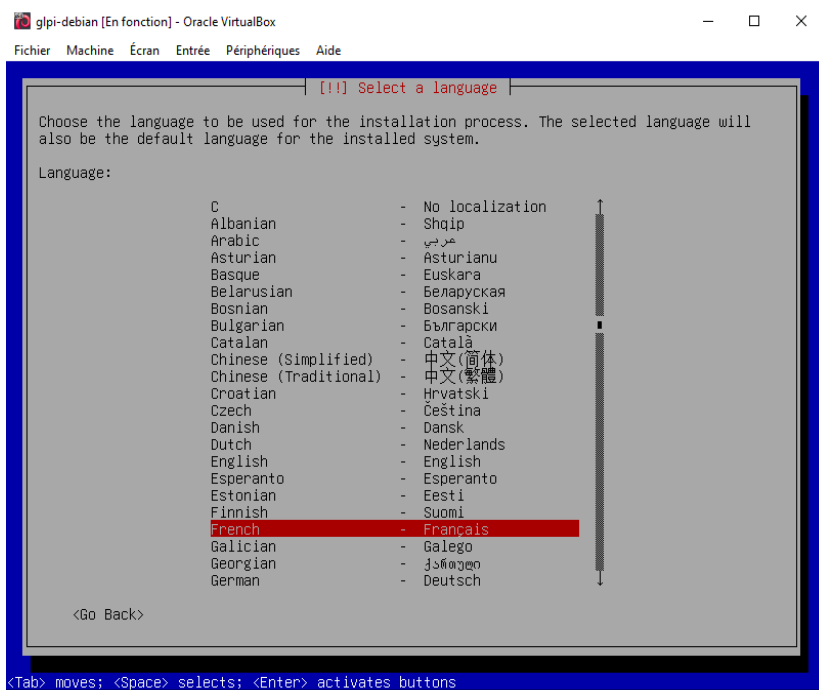 glpi-debian [En fonction] - Oracle VirtualBox
Fichier Machine Écran Entrée Périphériques Aide
[!!] Select a language
Choose the language to be used for the installation process. The selected language will
also be the default language for the installed system.
Language:
C - No localization
Albanian - Shqip
Arabic - عربي
Asturian - Asturianu
Basque - Euskara
Belarusian - Беларуская
Bosnian - Bosanski
Bulgarian - Български
Catalan - Català
Chinese (Simplified) - 中文(简体)
Chinese (Traditional) - 中文(繁體)
Croatian - Hrvatski
Czech - Čeština
Danish - Dansk
Dutch - Nederlands
English - English
Esperanto - Esperanto
Estonian - Eesti
Finnish - Suomi
French - Français
Galician - Galego
Georgian - ქართული
German - Deutsch
<Go Back>
<Tab> moves; <Space> selects; <Enter> activates buttons